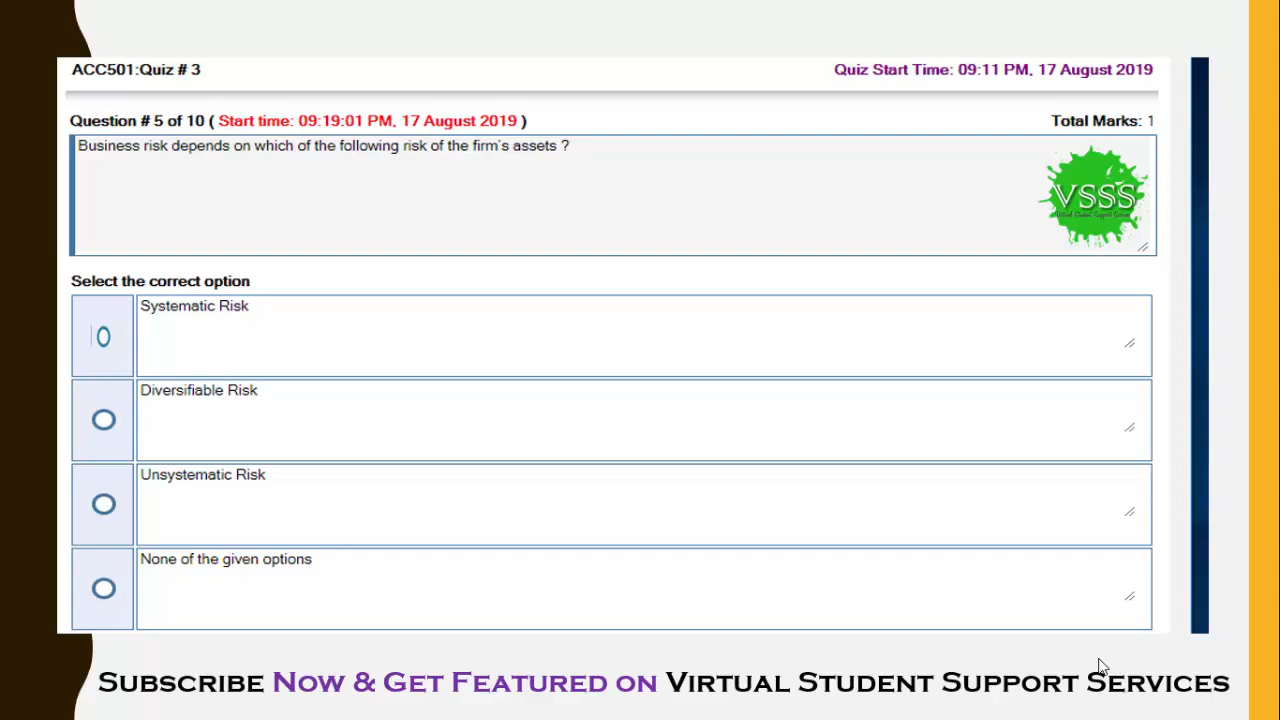 ACC501:Quiz # 3
Quiz Start Time: 09:11 PM, 17 August 2019
Question # 5 of 10 ( Start time: 09:19:01 PM, 17 August 2019 )
Total Marks: 1
Business risk depends on which of the following risk of the firm`s assets ?
VSSS
Select the correct option
Systematic Risk
Diversifiable Risk
Unsystematic Risk
None of the given options
Subscribe Now & Get Featured on Virtual Student Support Services